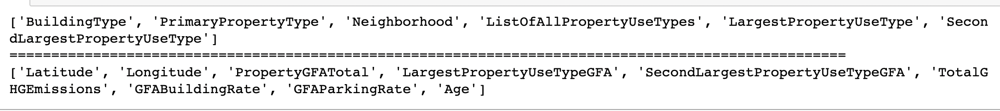 ['BuildingType', 'PrimaryPropertyType', 'Neighborhood', 'ListOfAllPropertyUseTypes', 'LargestPropertyUseType', 'Secon
dLargestPropertyUseType']
====================================================================================================
['Latitude', 'Longitude', 'PropertyGFATotal', 'LargestPropertyUseTypeGFA', 'SecondLargestPropertyUseTypeGFA', 'TotalG
HGEmissions', 'GFABuildingRate', 'GFAParkingRate', 'Age']